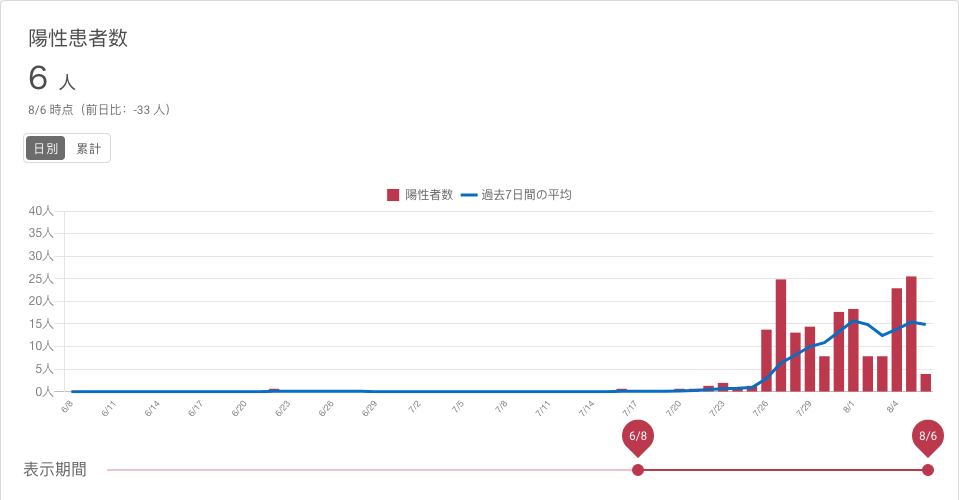 陽性患者数
6 人
8/6 時点（前日比：-33 人）
日別 累計
陽性者数 過去7日間の平均
40人
35人
30人
25人
20人
15人
10人
5人
0人
6/8 6/11 6/14 6/17 6/20 6/23 6/26 6/29 7/2 7/5 7/8 7/11 7/14 7/17 7/20 7/23 7/26 7/29 8/1 8/4
6/8 8/6
表示期間